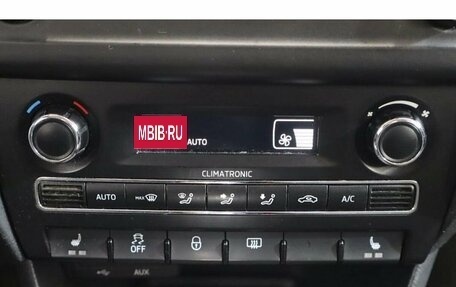 MBIB·RU
AUTO
CLIMATRONIC
AUTO MAX A/C
OFF
AUX